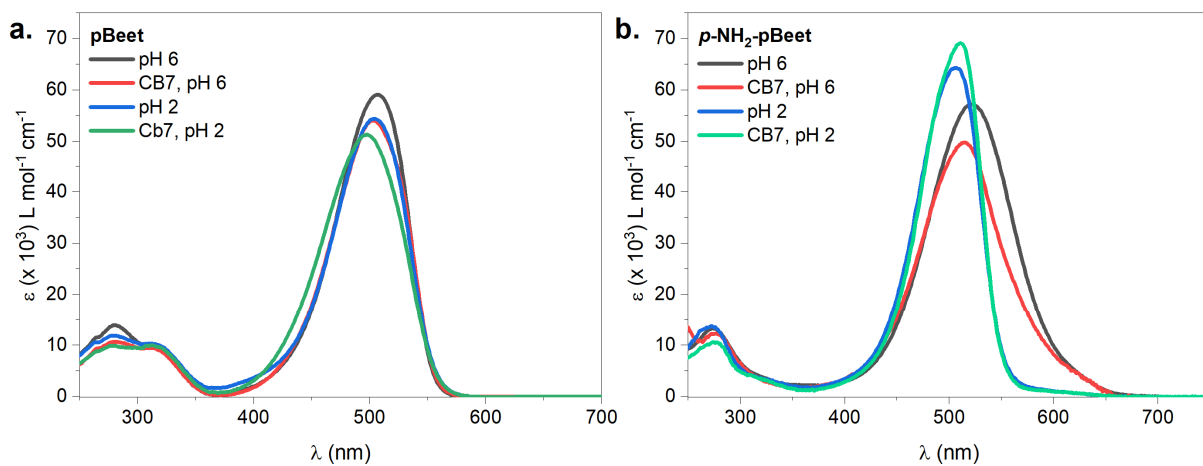 a.
pBeet
pH 6
CB7, pH 6
pH 2
Cb7, pH 2
70
60
50
40
30
20
10
0
ε (x 10³) L mol⁻¹ cm⁻¹
300
400
500
600
700
λ (nm)
b.
p-NH₂-pBeet
pH 6
CB7, pH 6
pH 2
CB7, pH 2
70
60
50
40
30
20
10
0
ε (x 10³) L mol⁻¹ cm⁻¹
300
400
500
600
700
λ (nm)